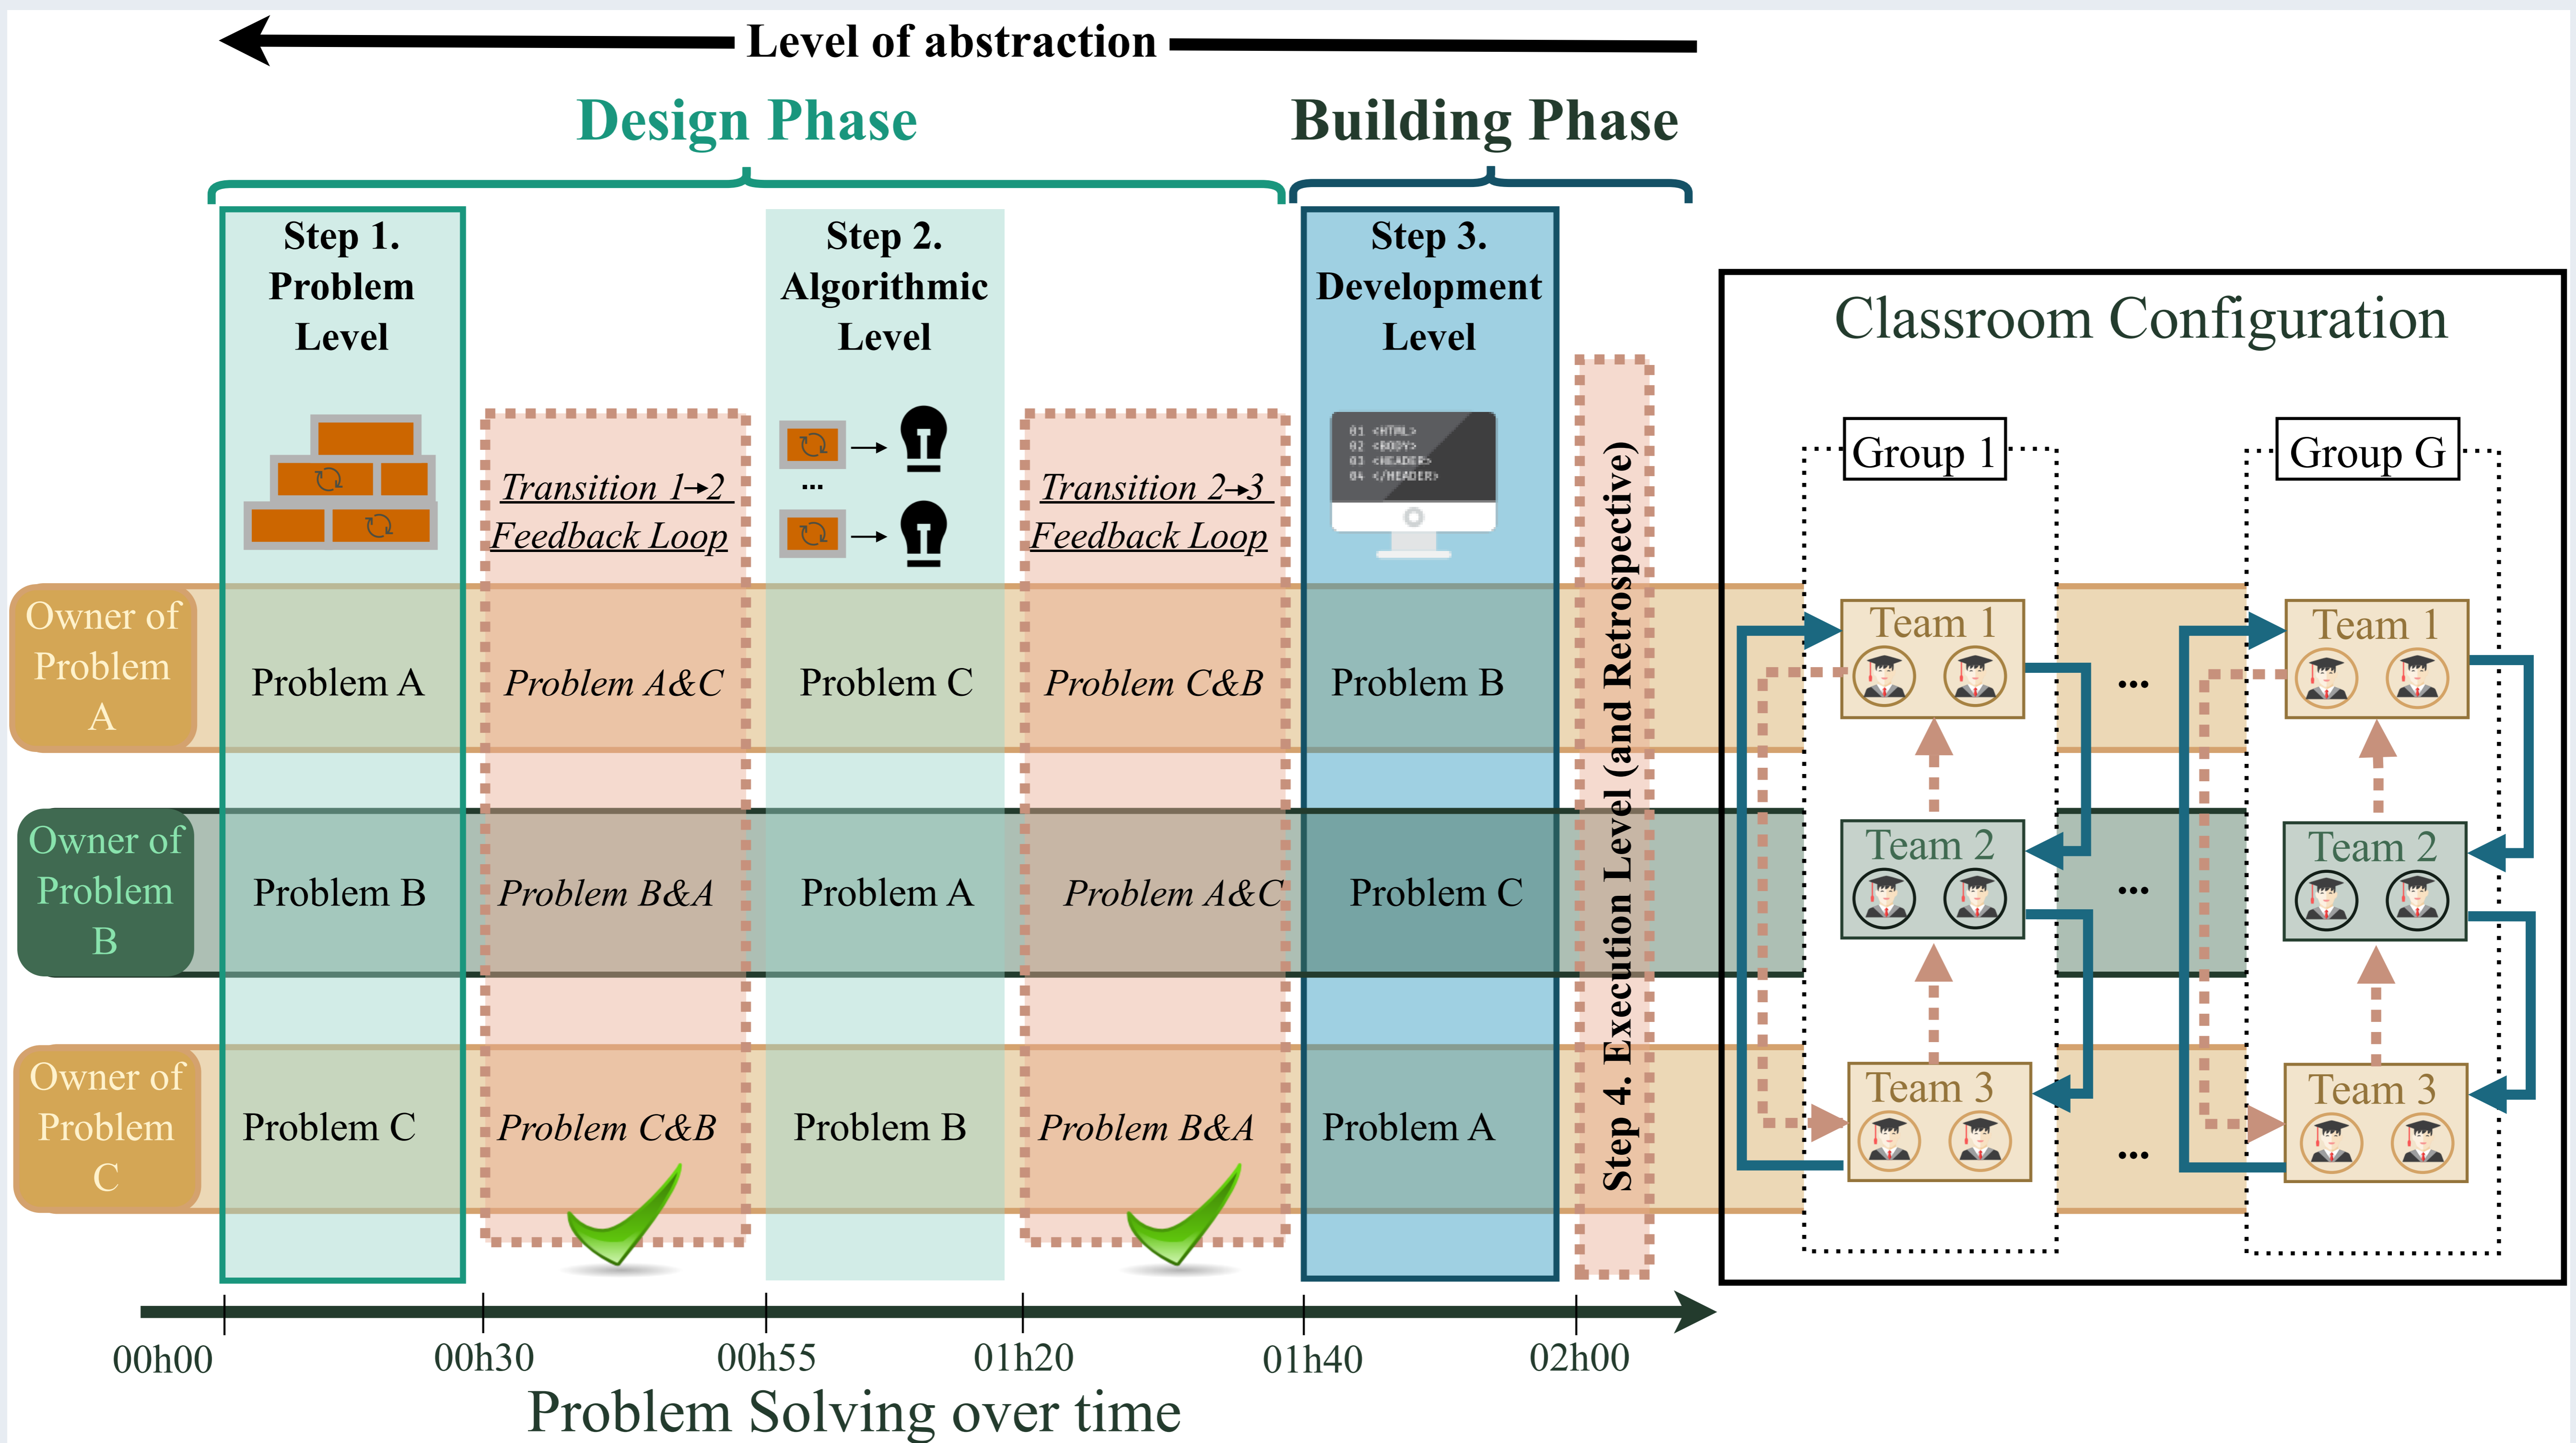 Level of abstraction
Design Phase
Building Phase
Step 1.
Problem
Level
Step 2.
Algorithmic
Level
Step 3.
Development
Level
Transition 1→2
Feedback Loop
...
Transition 2→3
Feedback Loop
01 <HTML>
02 <BODY>
03 <HEADER>
04 </HEADER>
Step 4. Execution Level (and Retrospective)
Owner of
Problem
A
Problem A
Problem A&C
Problem C
Problem C&B
Problem B
Owner of
Problem
B
Problem B
Problem B&A
Problem A
Problem A&C
Problem C
Owner of
Problem
C
Problem C
Problem C&B
Problem B
Problem B&A
Problem A
00h00
00h30
00h55
01h20
01h40
02h00
Problem Solving over time
Classroom Configuration
Group 1
Group G
Team 1
...
Team 1
Team 2
...
Team 2
Team 3
...
Team 3